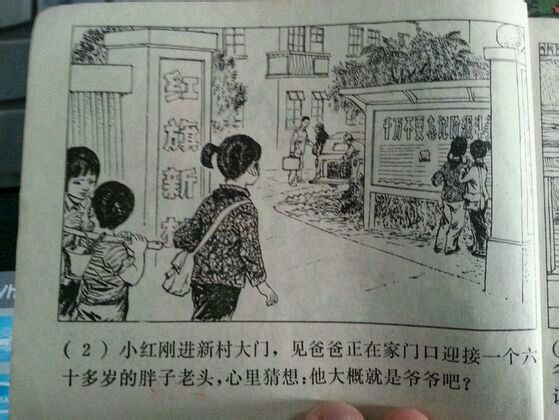 红旗新村
千万不要忘记阶级斗争
(2) 小红刚进新村大门，见爸爸正在家门口迎接一个六
十多岁的胖子老头，心里猜想：他大概就是爷爷吧？